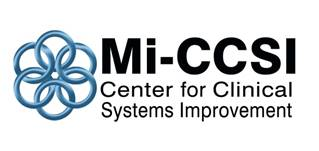 Mi-CCSI
Center for Clinical
Systems Improvement